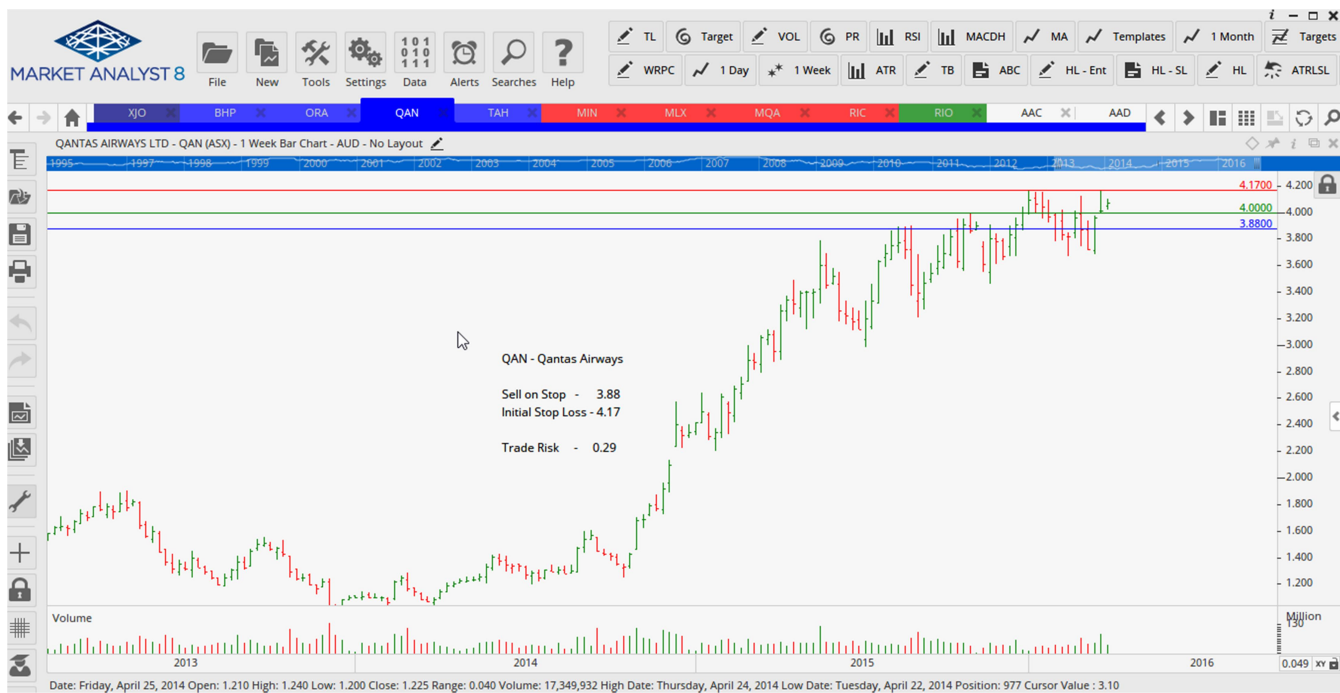 i
MARKET ANALYST 8
File New Tools Settings Data Alerts Searches Help
101
010
111
TL Target VOL PR RSI MACDH MA Templates 1 Month Targets
WRPC 1 Day 1 Week ATR TB ABC HL - Ent HL - SL HL ATRLSL
XJO BHP ORA QAN TAH MIN MLX MQA RIC RIO AAC AAD
QANTAS AIRWAYS LTD - QAN (ASX) - 1 Week Bar Chart - AUD - No Layout
1995 1997 1998 1999 2000 2001 2002 2003 2004 2005 2006 2007 2008 2009 2010 2011 2012 2013 2014 2015 2016
4.1700
4.0000
3.8800
4.200
4.000
3.800
3.600
3.400
3.200
3.000
2.800
2.600
2.400
2.200
2.000
1.800
1.600
1.400
1.200
QAN - Qantas Airways
Sell on Stop - 3.88
Initial Stop Loss - 4.17
Trade Risk - 0.29
Volume
Million
130
2013 2014 2015 2016
0.049 XY
Date: Friday, April 25, 2014 Open: 1.210 High: 1.240 Low: 1.200 Close: 1.225 Range: 0.040 Volume: 17,349,932 High Date: Thursday, April 24, 2014 Low Date: Tuesday, April 22, 2014 Position: 977 Cursor Value : 3.10